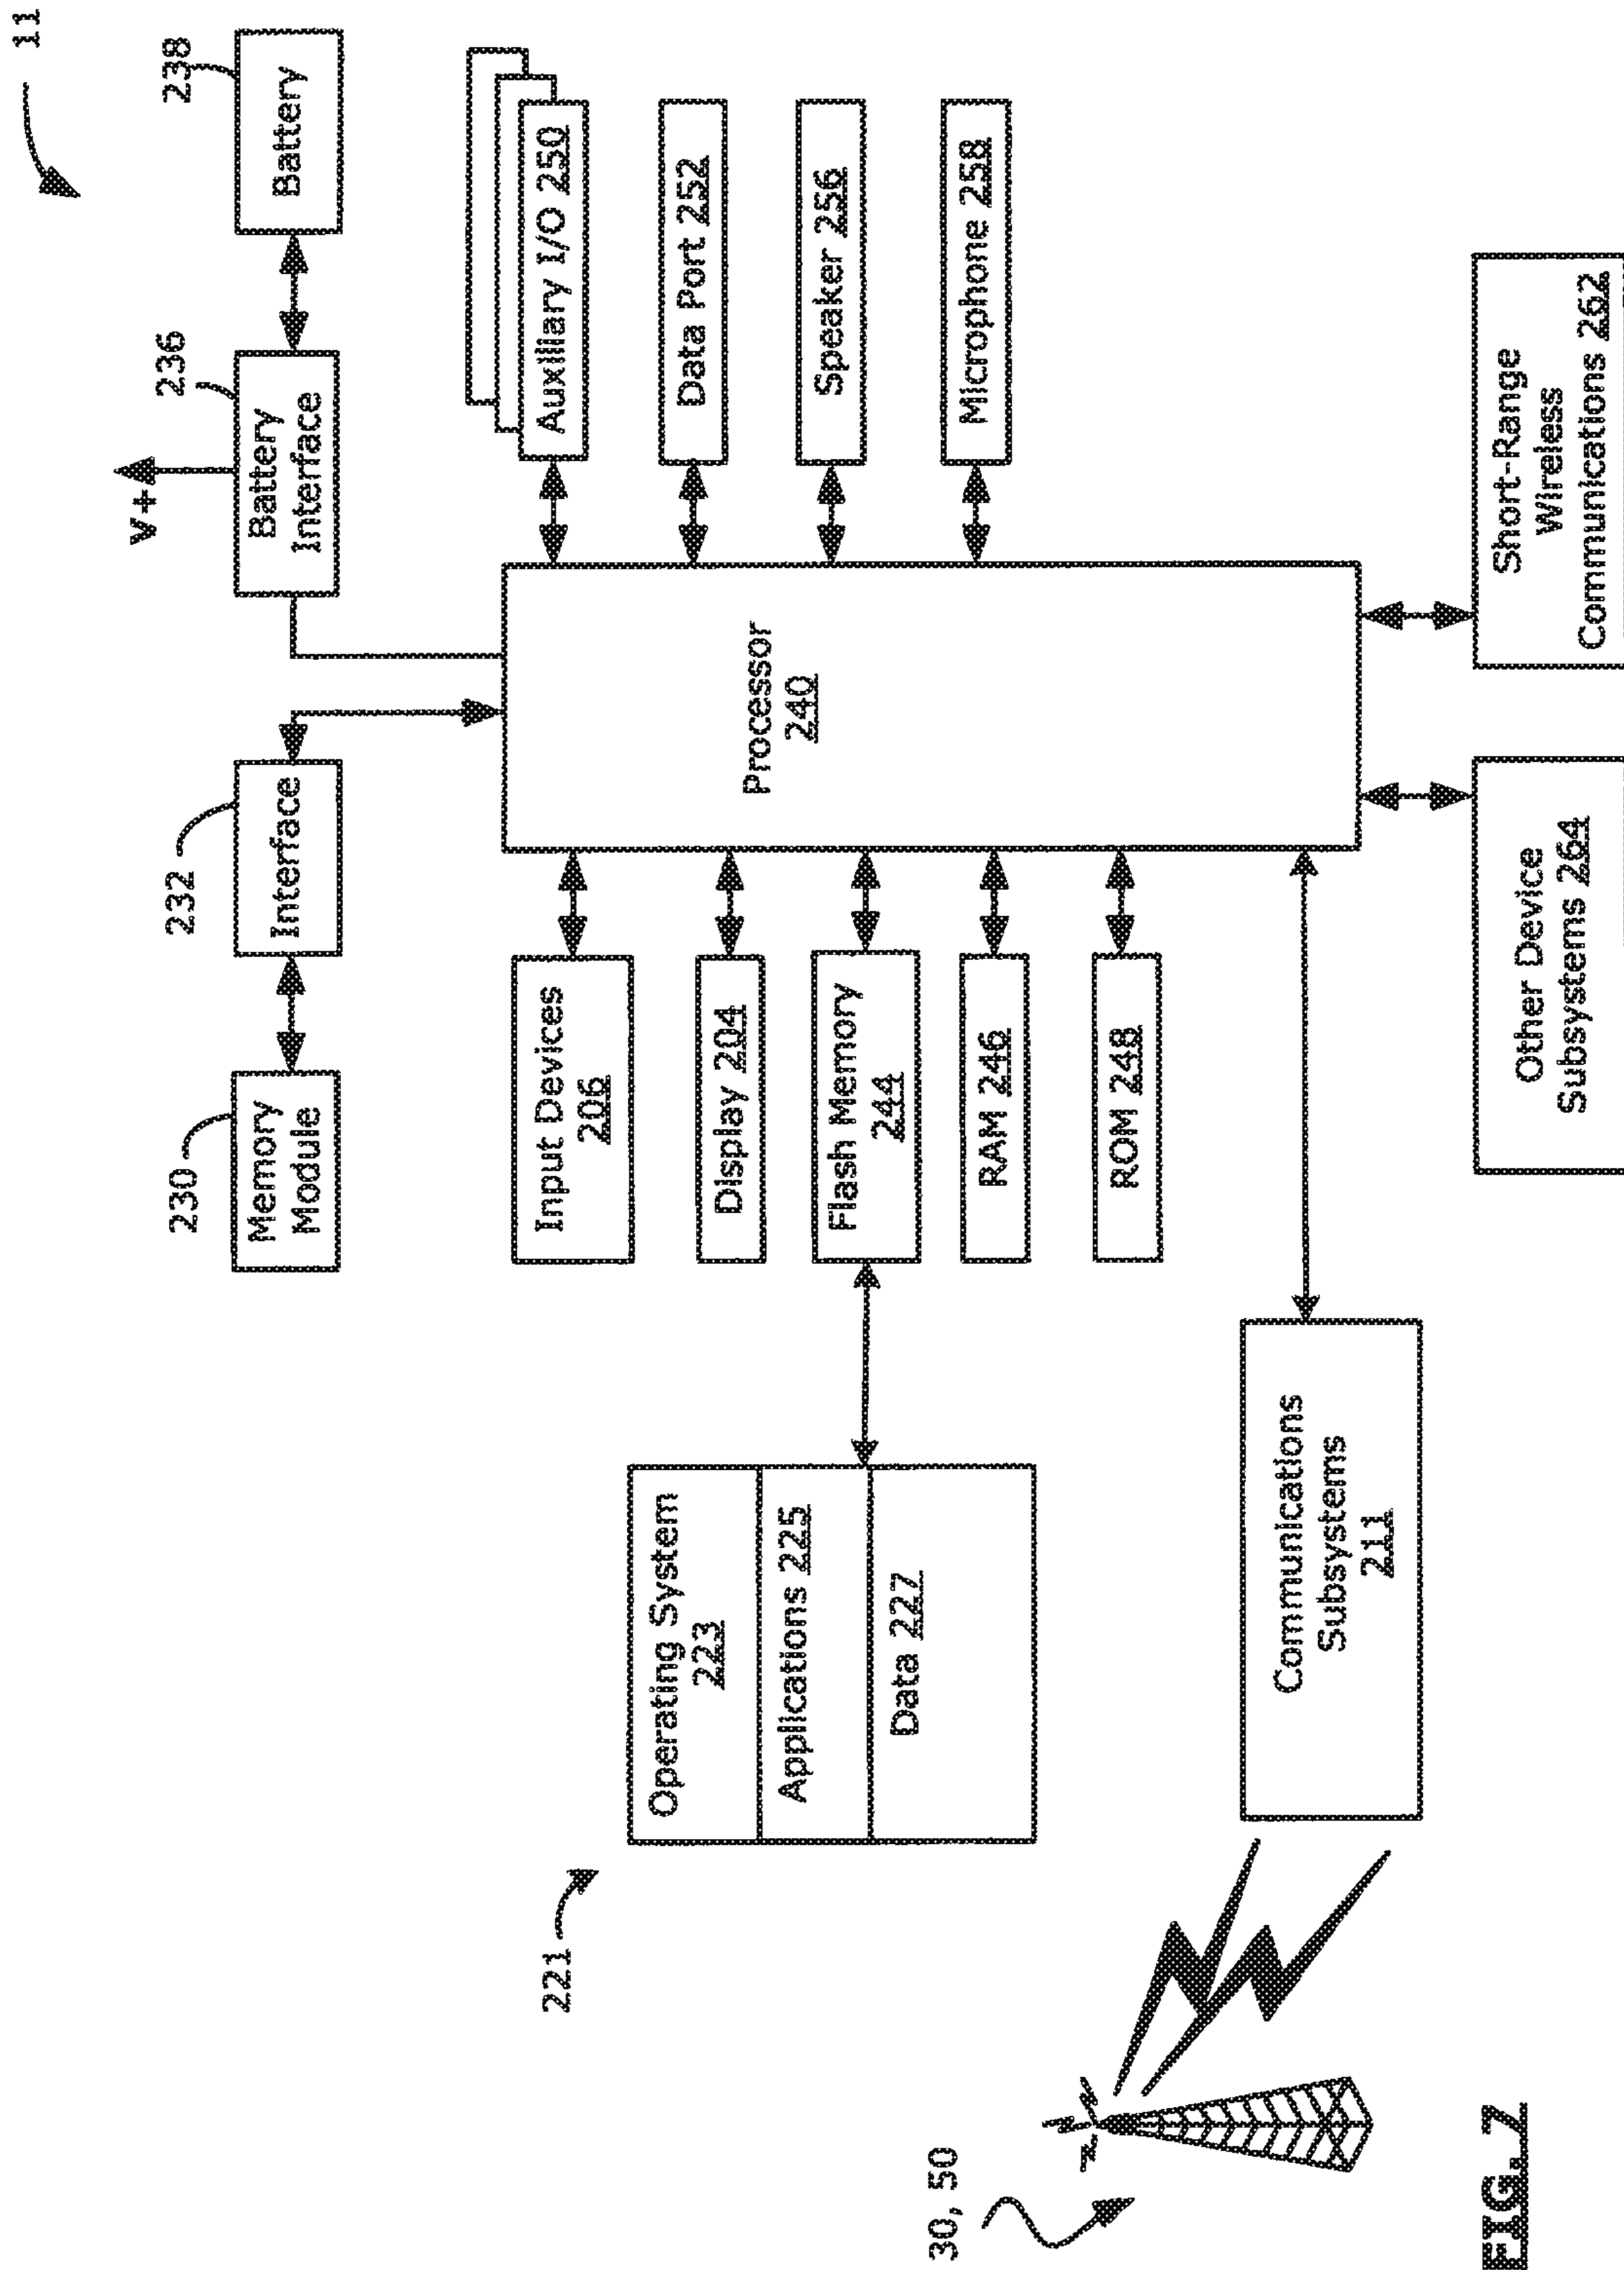 11
V+
230
232
236
238
Memory
Module
Interface
Battery
Interface
Battery
Input Devices
206
Auxiliary I/O 250
221
Operating System
223
Display 204
Data Port 252
Applications 225
Flash Memory
244
Processor
240
Speaker 256
Data 227
RAM 246
Microphone 258
30, 50
ROM 248
Communications
Subsystems
211
Other Device
Subsystems 264
Short-Range
Wireless
Communications 262
FIG. 7